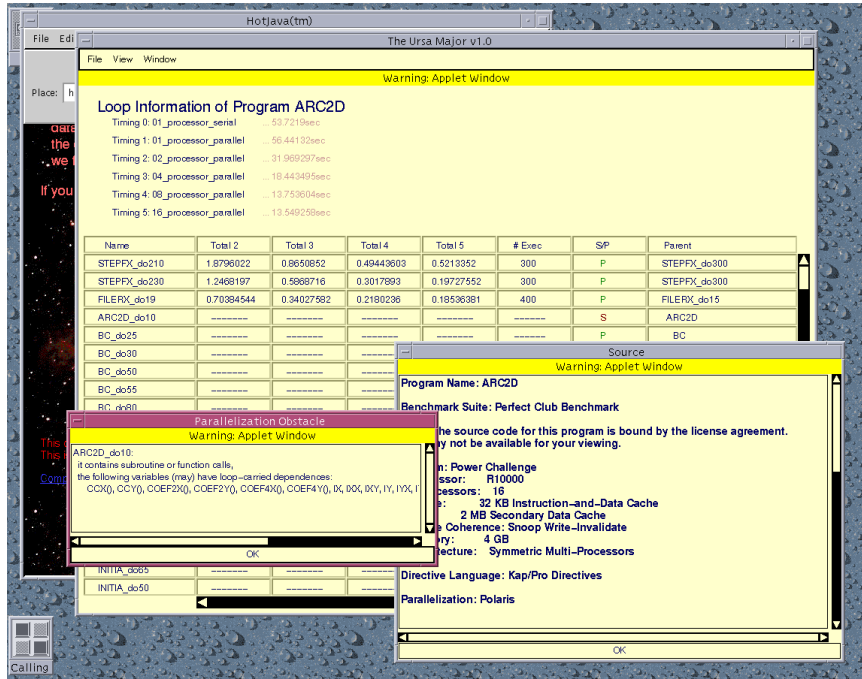 HotJava(tm)
File Edi
Place: h
data
the
we f
If you
This
This
Comp
Calling
The Ursa Major v1.0
File View Window
Warning: Applet Window
Loop Information of Program ARC2D
Timing 0: 01_processor_serial ... 53.7219sec
Timing 1: 01_processor_parallel ... 56.44132sec
Timing 2: 02_processor_parallel ... 31.969297sec
Timing 3: 04_processor_parallel ... 18.443495sec
Timing 4: 08_processor_parallel ... 13.753604sec
Timing 5: 16_processor_parallel ... 13.549258sec
Name Total 2 Total 3 Total 4 Total 5 # Exec S/P Parent
STEPFX_do210 1.8796022 0.8650852 0.49443603 0.5213352 300 P STEPFX_do300
STEPFX_do230 1.2468197 0.5868716 0.3017893 0.19727552 300 P STEPFX_do300
FILERX_do19 0.70384544 0.34027582 0.2180236 0.18536381 400 P FILERX_do15
ARC2D_do10 ------- ------- ------- ------- ------ S ARC2D
BC_do25 ------- ------- ------- ------- ------ P BC
BC_do30 ------- ------- -------
BC_do50 ------- ------- -------
BC_do55 ------- ------- -------
BC_do80 ------- ------- -------
INITIA_do65 ------- ------- -------
INITIA_do50 ------- ------- -------
Parallelization Obstacle
Warning: Applet Window
ARC2D_do10:
it contains subroutine or function calls,
the following variables (may) have loop-carried dependences:
CCX(), CCY(), COEF2X(), COEF2Y(), COEF4X(), COEF4Y(), IX, IXX, IXY, IY, IYX, I
OK
Source
Warning: Applet Window
Program Name: ARC2D
Benchmark Suite: Perfect Club Benchmark
he source code for this program is bound by the license agreement.
y not be available for your viewing.
m: Power Challenge
ssor: R10000
cessors: 16
e: 32 KB Instruction-and-Data Cache
2 MB Secondary Data Cache
e Coherence: Snoop Write-Invalidate
ory: 4 GB
ecture: Symmetric Multi-Processors
Directive Language: Kap/Pro Directives
Parallelization: Polaris
OK